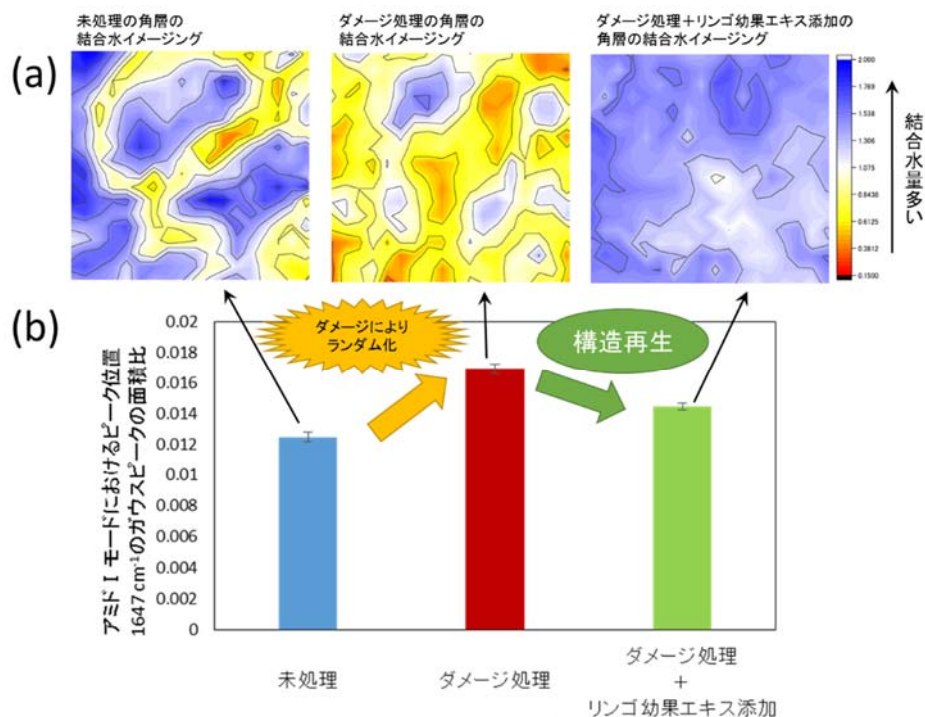 未処理の角層の
結合水イメージング
ダメージ処理の角層の
結合水イメージング
ダメージ処理＋リンゴ幼果エキス添加の
角層の結合水イメージング
(a)
2.000
1.769
1.538
1.306
1.075
0.8438
0.6125
0.3812
0.1500
結合水量多い
(b)
アミドⅠモードにおけるピーク位置
1647 cm⁻¹のガウスピークの面積比
0.02
0.018
0.016
0.014
0.012
0.01
0.008
0.006
0.004
0.002
0
ダメージにより
ランダム化
構造再生
未処理
ダメージ処理
ダメージ処理
+
リンゴ幼果エキス添加